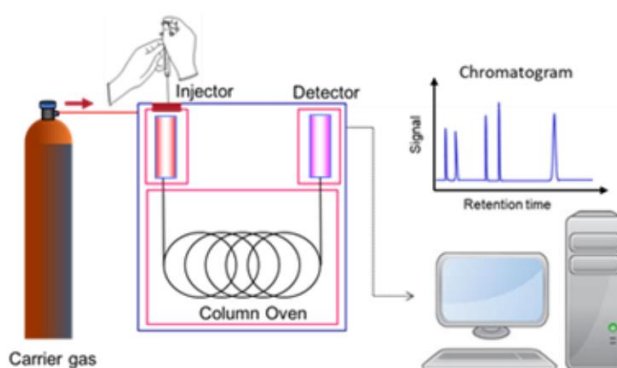 Injector
Detector
Column Oven
Carrier gas
Chromatogram
Signal
Retention time